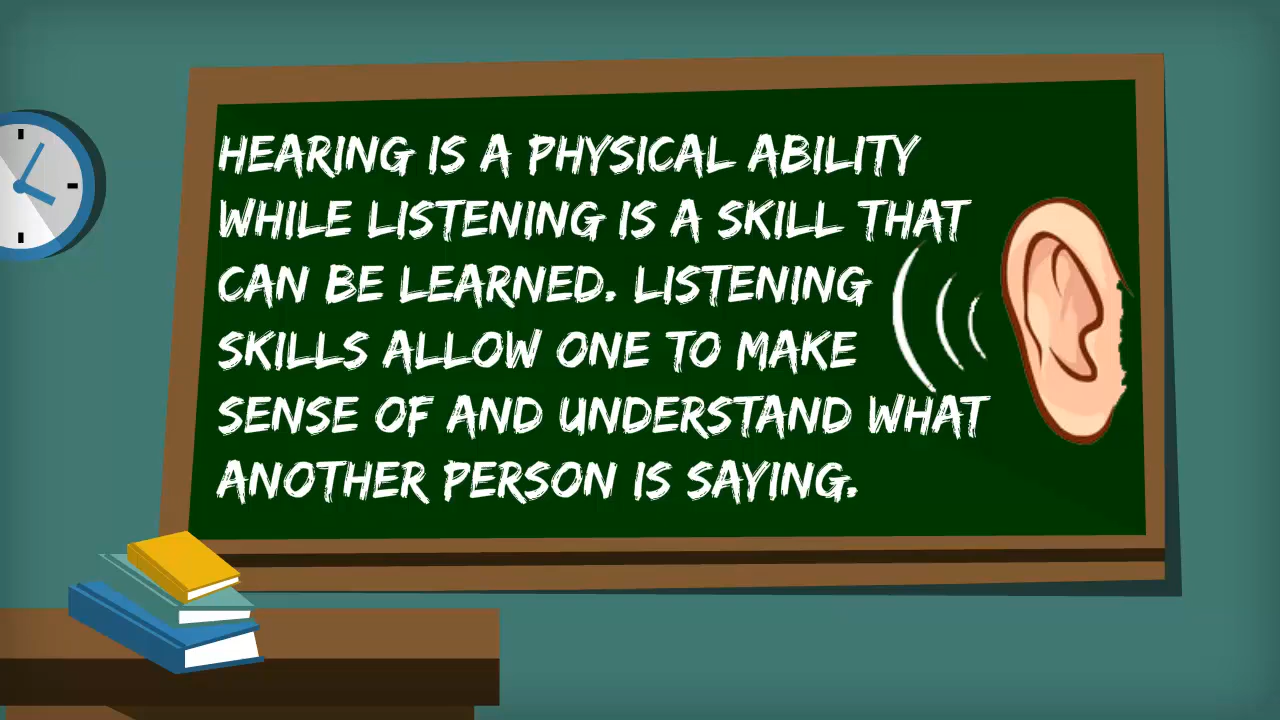 HEARING IS A PHYSICAL ABILITY
WHILE LISTENING IS A SKILL THAT
CAN BE LEARNED. LISTENING
SKILLS ALLOW ONE TO MAKE
SENSE OF AND UNDERSTAND WHAT
ANOTHER PERSON IS SAYING.